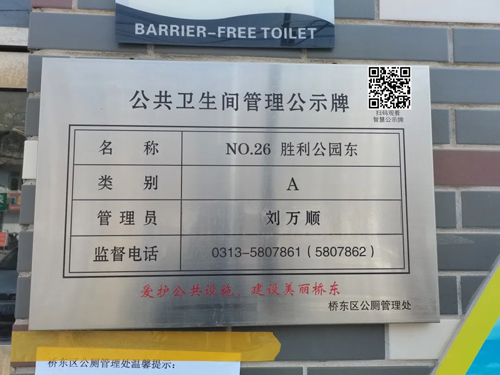 BARRIER-FREE TOILET
公共卫生间管理公示牌
扫码观看
智慧公示牌
名称 NO.26 胜利公园东
类别 A
管理员 刘万顺
监督电话 0313-5807861（5807862）
爱护公共设施，建设美丽桥东
桥东区公厕管理处
桥东区公厕管理处温馨提示：